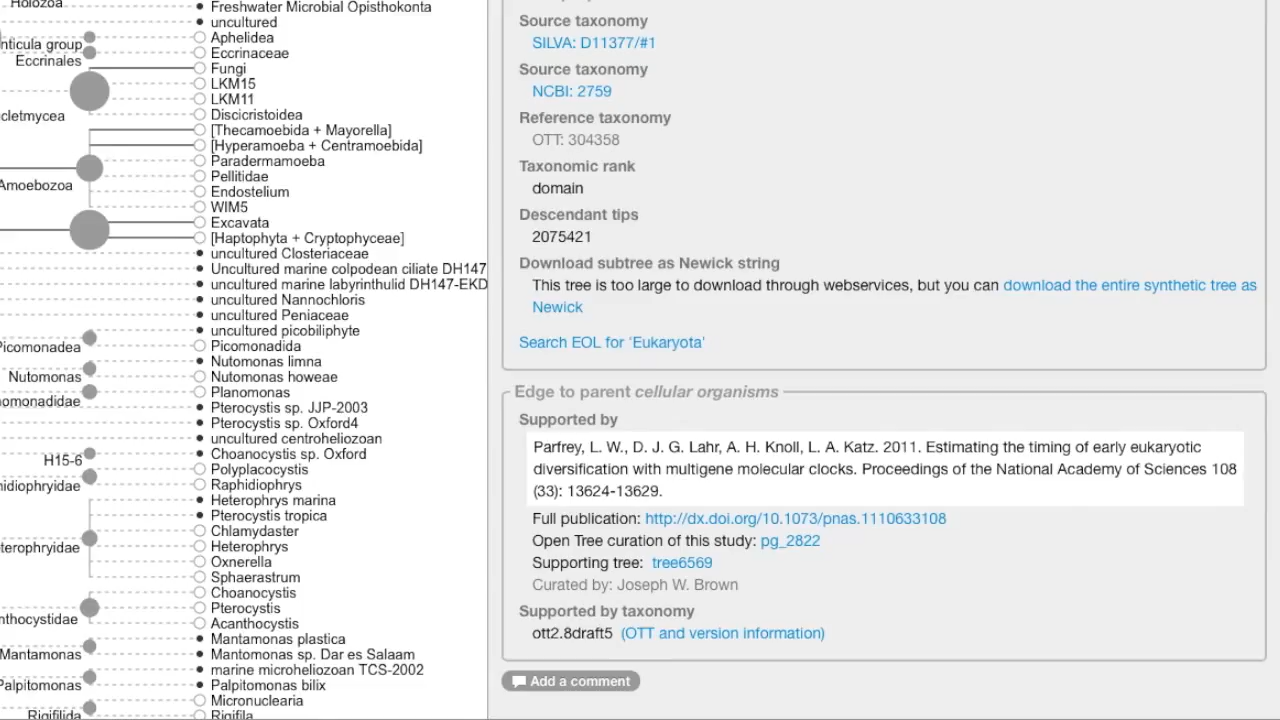 Holozoa
Freshwater Microbial Opisthokonta
uncultured
Aphelidea
nticula group
Eccrinaceae
Eccrinales
Fungi
LKM15
LKM11
cletmycea
Discicristoidea
[Thecamoebida + Mayorella]
[Hyperamoeba + Centramoebida]
Paradermamoeba
Pellitidae
Amoebozoa
Endostelium
WIM5
Excavata
[Haptophyta + Cryptophyceae]
uncultured Closteriaceae
Uncultured marine colpodean ciliate DH147
uncultured marine labyrinthulid DH147-EKD
uncultured Nannochloris
uncultured Peniaceae
uncultured picobiliphyte
Picomonadea
Picomonadida
Nutomonas limna
Nutomonas
Nutomonas howeae
Planomonas
omonadidae
Pterocystis sp. JJP-2003
Pterocystis sp. Oxford4
uncultured centroheliozoan
Choanocystis sp. Oxford
H15-6
Polyplacocystis
hidiophryidae
Raphidiophrys
Heterophrys marina
Pterocystis tropica
Chlamydaster
terophryidae
Heterophrys
Oxnerella
Sphaerastrum
Choanocystis
Pterocystis
nthocystidae
Acanthocystis
Mantamonas plastica
Mantamonas
Mantomonas sp. Dar es Salaam
marine microheliozoan TCS-2002
Palpitomonas
Palpitomonas bilix
Micronuclearia
Rigifilida
Rigifila
Source taxonomy
SILVA: D11377/#1
Source taxonomy
NCBI: 2759
Reference taxonomy
OTT: 304358
Taxonomic rank
domain
Descendant tips
2075421
Download subtree as Newick string
This tree is too large to download through webservices, but you can download the entire synthetic tree as
Newick
Search EOL for 'Eukaryota'
Edge to parent cellular organisms
Supported by
Parfrey, L. W., D. J. G. Lahr, A. H. Knoll, L. A. Katz. 2011. Estimating the timing of early eukaryotic
diversification with multigene molecular clocks. Proceedings of the National Academy of Sciences 108
(33): 13624-13629.
Full publication: http://dx.doi.org/10.1073/pnas.1110633108
Open Tree curation of this study: pg_2822
Supporting tree: tree6569
Curated by: Joseph W. Brown
Supported by taxonomy
ott2.8draft5 (OTT and version information)
Add a comment